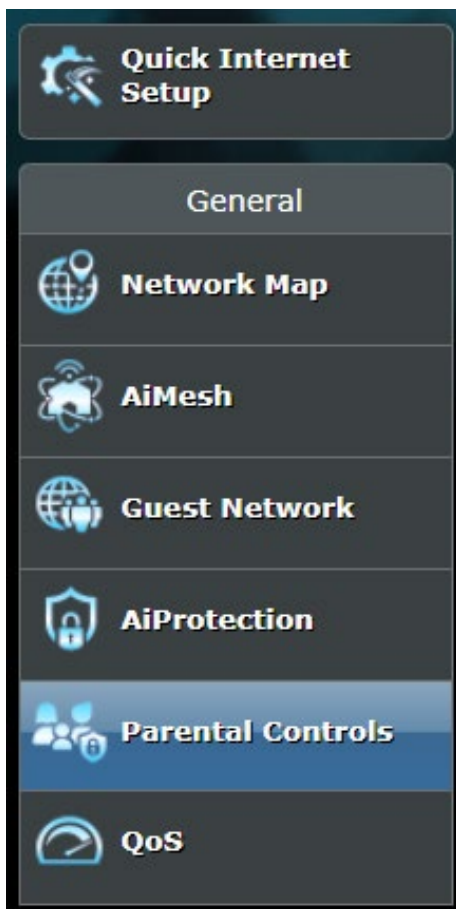 Quick Internet
Setup
General
Network Map
AiMesh
Guest Network
AiProtection
Parental Controls
QoS